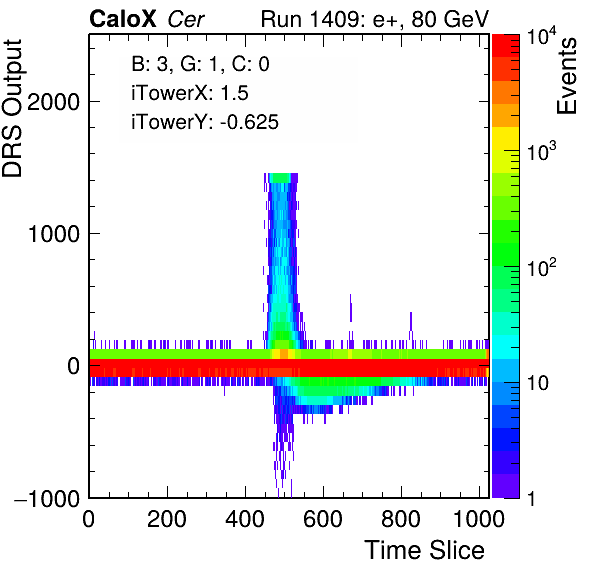 CaloX Cer Run 1409: e+, 80 GeV
B: 3, G: 1, C: 0
iTowerX: 1.5
iTowerY: -0.625
DRS Output
2000
1000
0
−1000
0 200 400 600 800 1000
Time Slice
Events
10^4
10^3
10^2
10
1